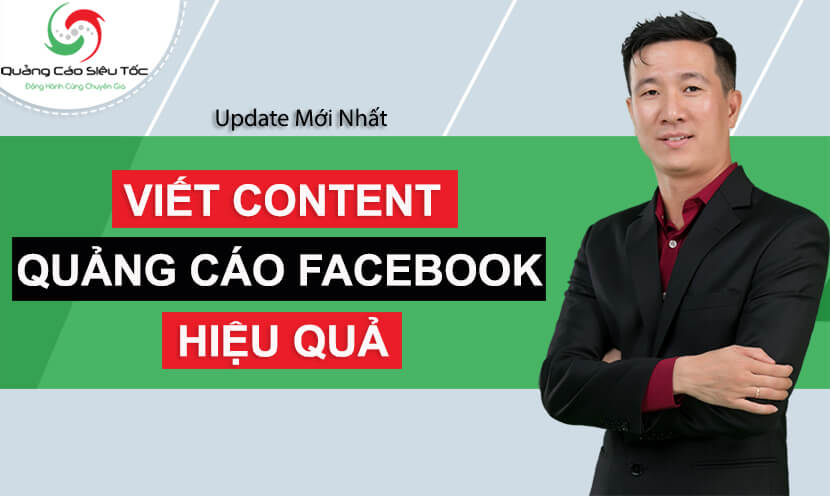 Quảng Cáo Siêu Tốc
Đồng Hành Cùng Chuyên Gia
Update Mới Nhất
VIẾT CONTENT
QUẢNG CÁO FACEBOOK
HIỆU QUẢ